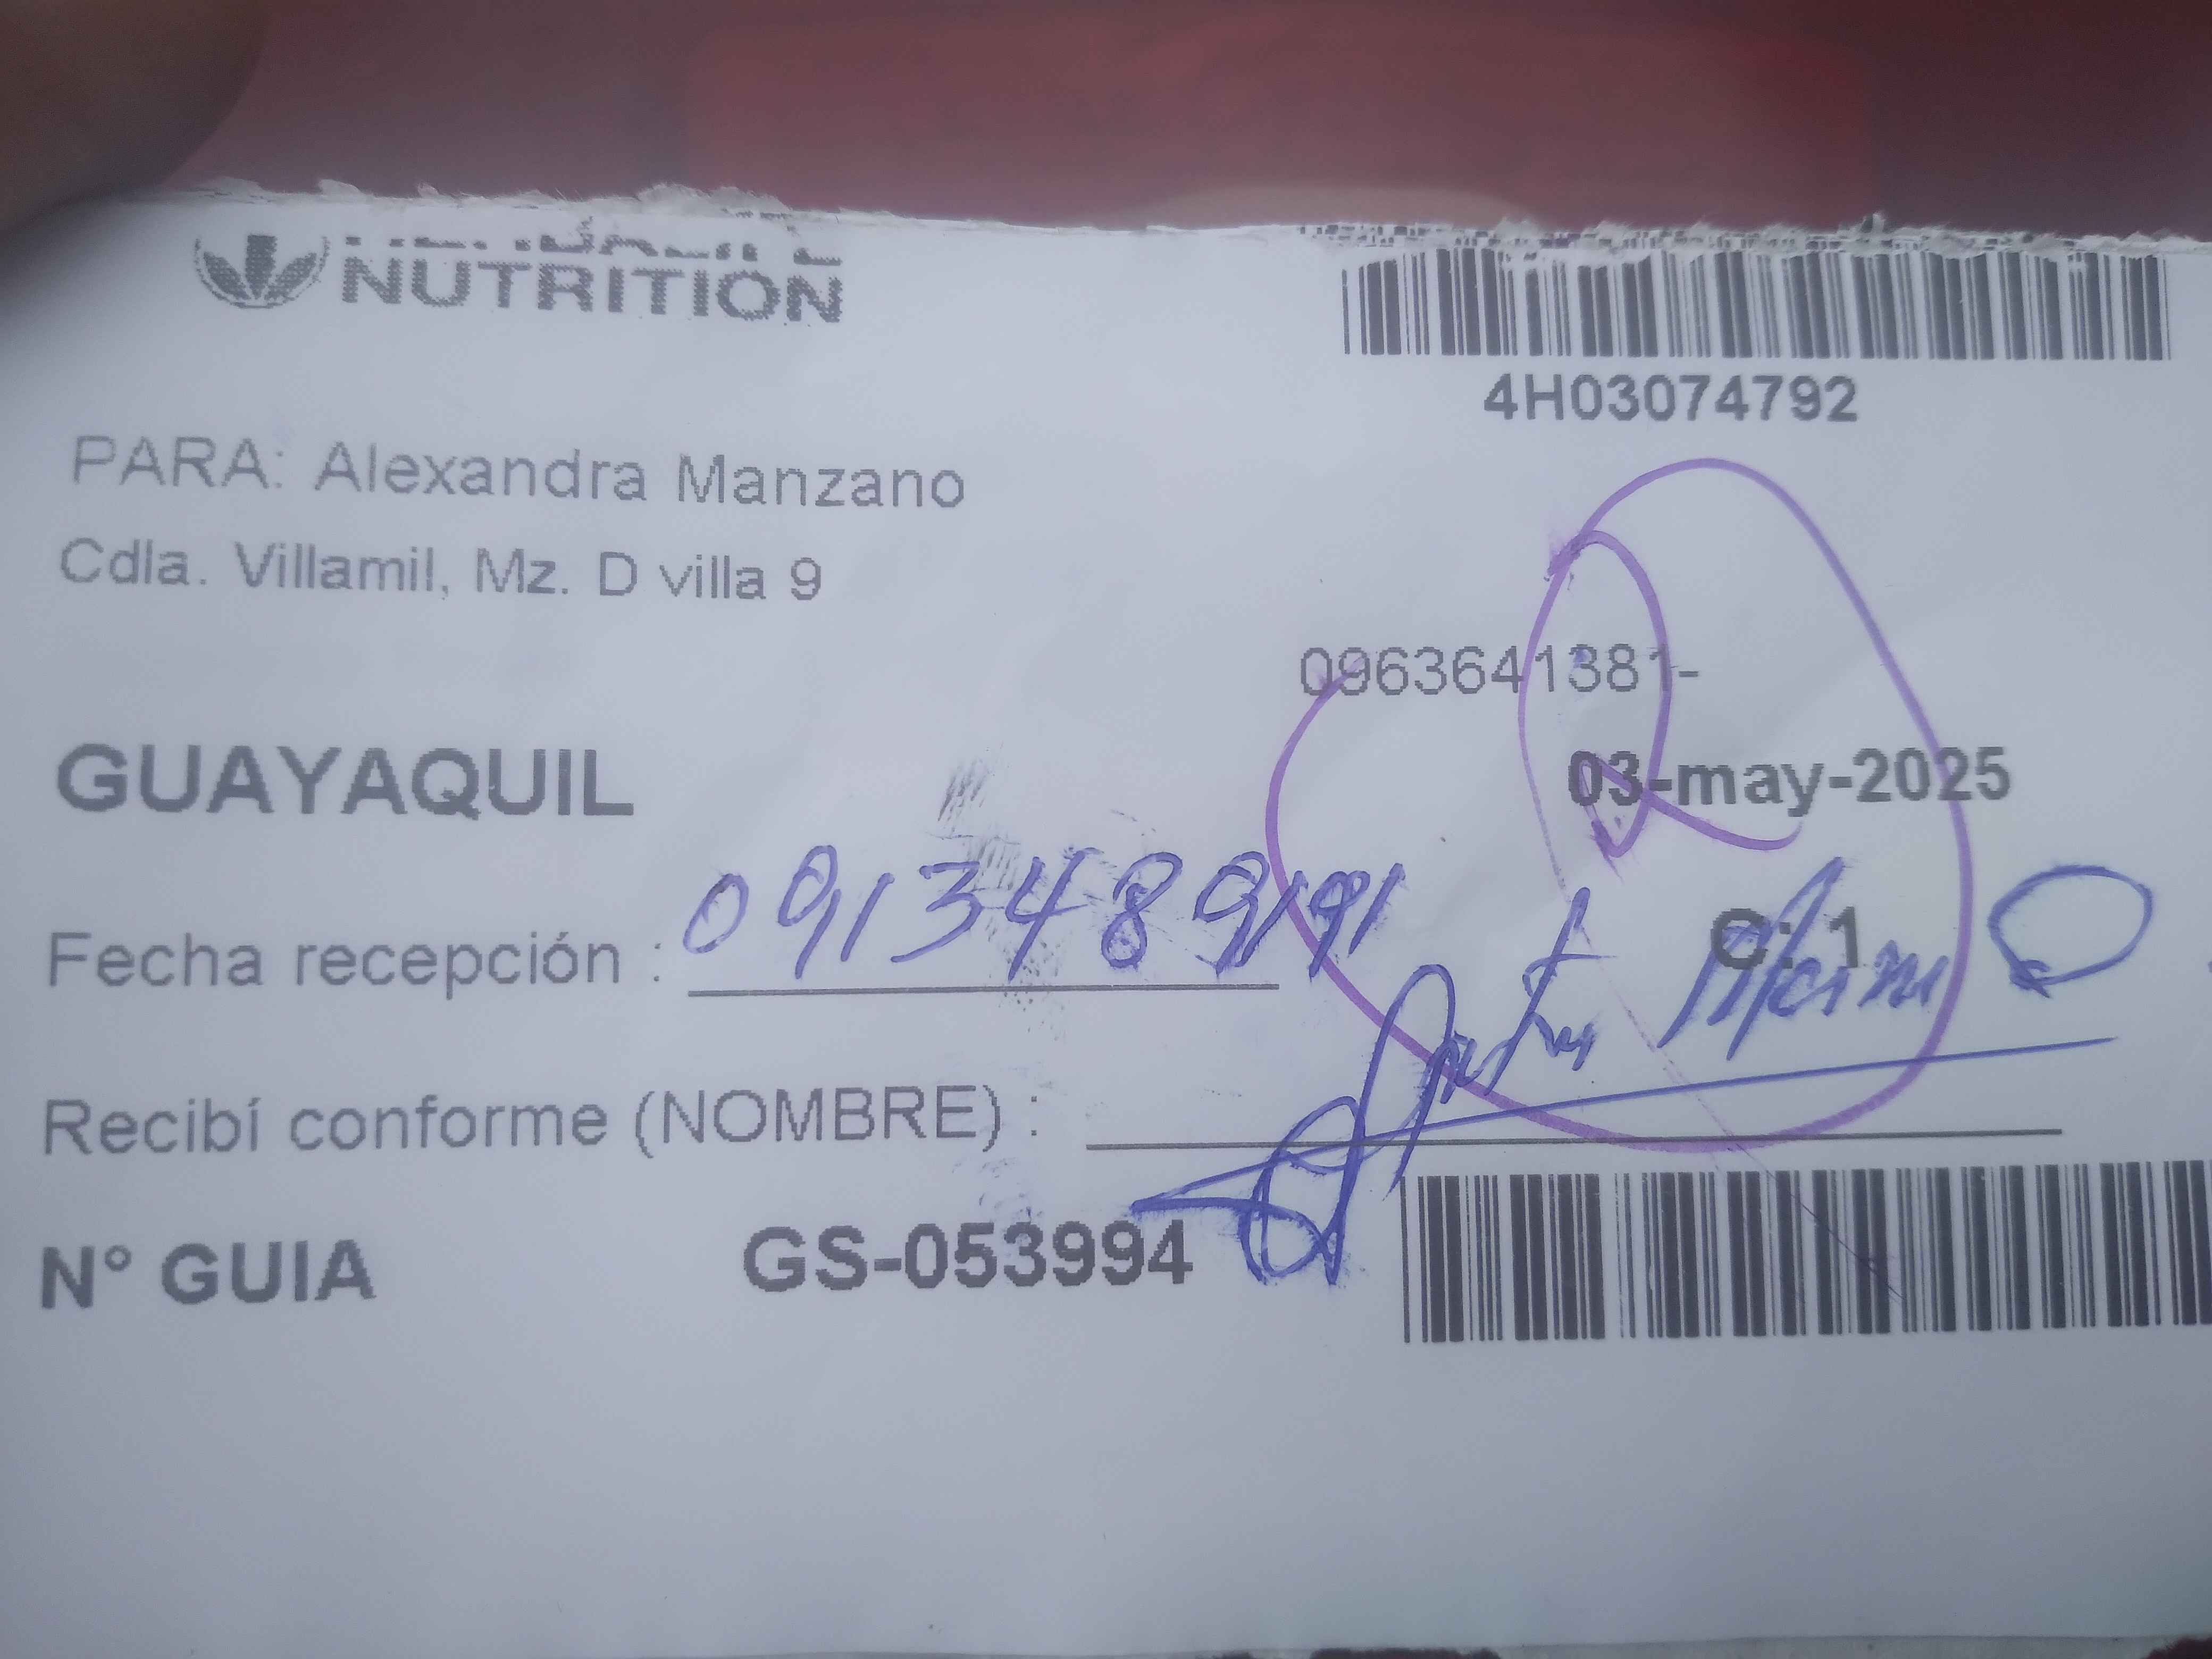 NUTRITION
4H03074792
PARA: Alexandra Manzano
Cdla. Villamil, Mz. D villa 9
0963641381-
GUAYAQUIL
03-may-2025
C: 1
Fecha recepción : 0913489191
Recibí conforme (NOMBRE) :
N° GUIA GS-053994